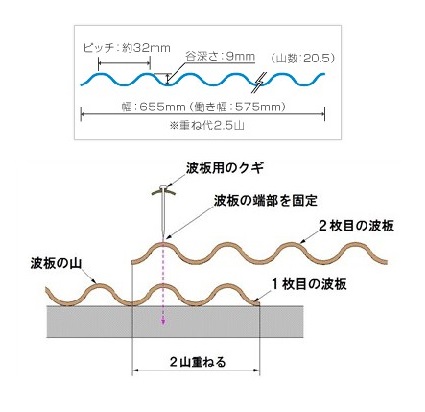 ピッチ：約32mm
谷深さ：9mm
(山数：20.5)
幅：655mm (働き幅：575mm)
※重ね代2.5山
波板用のクギ
波板の端部を固定
2枚目の波板
波板の山
1枚目の波板
2山重ねる